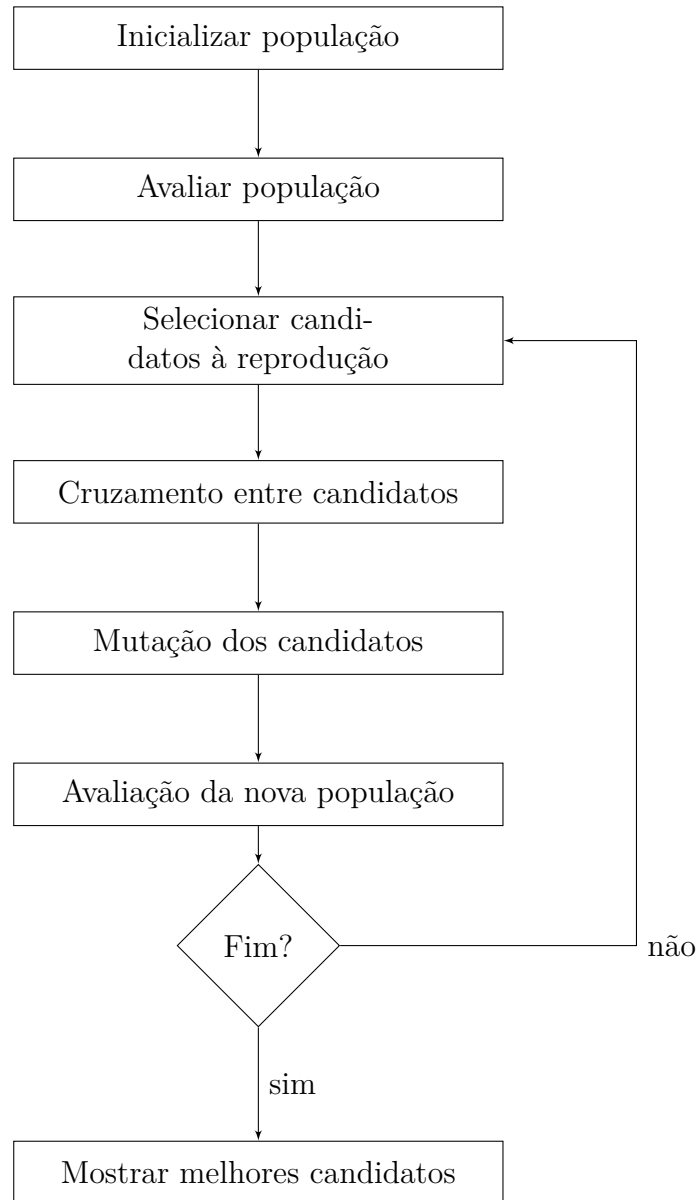 Inicializar população
Avaliar população
Selecionar candi-
datos à reprodução
Cruzamento entre candidatos
Mutação dos candidatos
Avaliação da nova população
Fim?
não
sim
Mostrar melhores candidatos